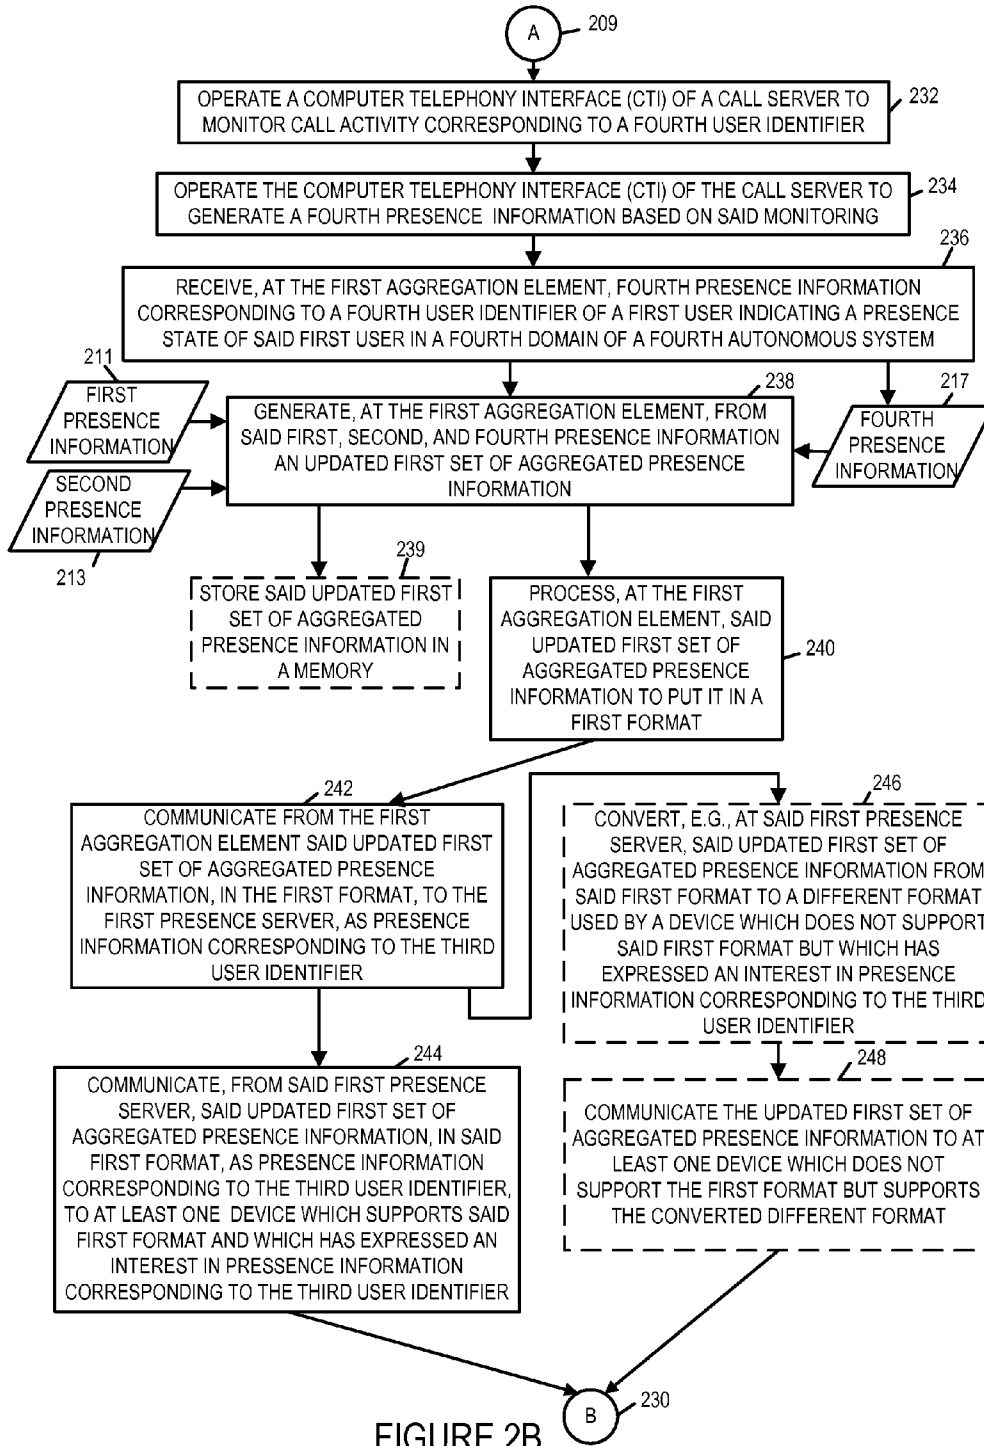 A
209
OPERATE A COMPUTER TELEPHONY INTERFACE (CTI) OF A CALL SERVER TO
MONITOR CALL ACTIVITY CORRESPONDING TO A FOURTH USER IDENTIFIER
232
OPERATE THE COMPUTER TELEPHONY INTERFACE (CTI) OF THE CALL SERVER TO
GENERATE A FOURTH PRESENCE INFORMATION BASED ON SAID MONITORING
234
236
RECEIVE, AT THE FIRST AGGREGATION ELEMENT, FOURTH PRESENCE INFORMATION
CORRESPONDING TO A FOURTH USER IDENTIFIER OF A FIRST USER INDICATING A PRESENCE
STATE OF SAID FIRST USER IN A FOURTH DOMAIN OF A FOURTH AUTONOMOUS SYSTEM
211
FIRST
PRESENCE
INFORMATION
SECOND
PRESENCE
INFORMATION
213
238
GENERATE, AT THE FIRST AGGREGATION ELEMENT, FROM
SAID FIRST, SECOND, AND FOURTH PRESENCE INFORMATION
AN UPDATED FIRST SET OF AGGREGATED PRESENCE
INFORMATION
217
FOURTH
PRESENCE
INFORMATION
239
STORE SAID UPDATED FIRST
SET OF AGGREGATED
PRESENCE INFORMATION IN
A MEMORY
PROCESS, AT THE FIRST
AGGREGATION ELEMENT, SAID
UPDATED FIRST SET OF
AGGREGATED PRESENCE
INFORMATION TO PUT IT IN A
FIRST FORMAT
240
242
COMMUNICATE FROM THE FIRST
AGGREGATION ELEMENT SAID UPDATED FIRST
SET OF AGGREGATED PRESENCE
INFORMATION, IN THE FIRST FORMAT, TO THE
FIRST PRESENCE SERVER, AS PRESENCE
INFORMATION CORRESPONDING TO THE THIRD
USER IDENTIFIER
246
CONVERT, E.G., AT SAID FIRST PRESENCE
SERVER, SAID UPDATED FIRST SET OF
AGGREGATED PRESENCE INFORMATION FROM
SAID FIRST FORMAT TO A DIFFERENT FORMAT
USED BY A DEVICE WHICH DOES NOT SUPPORT
SAID FIRST FORMAT BUT WHICH HAS
EXPRESSED AN INTEREST IN PRESENCE
INFORMATION CORRESPONDING TO THE THIRD
USER IDENTIFIER
244
COMMUNICATE, FROM SAID FIRST PRESENCE
SERVER, SAID UPDATED FIRST SET OF
AGGREGATED PRESENCE INFORMATION, IN SAID
FIRST FORMAT, AS PRESENCE INFORMATION
CORRESPONDING TO THE THIRD USER IDENTIFIER,
TO AT LEAST ONE DEVICE WHICH SUPPORTS SAID
FIRST FORMAT AND WHICH HAS EXPRESSED AN
INTEREST IN PRESSENCE INFORMATION
CORRESPONDING TO THE THIRD USER IDENTIFIER
248
COMMUNICATE THE UPDATED FIRST SET OF
AGGREGATED PRESENCE INFORMATION TO AT
LEAST ONE DEVICE WHICH DOES NOT
SUPPORT THE FIRST FORMAT BUT SUPPORTS
THE CONVERTED DIFFERENT FORMAT
B
230
FIGURE 2B